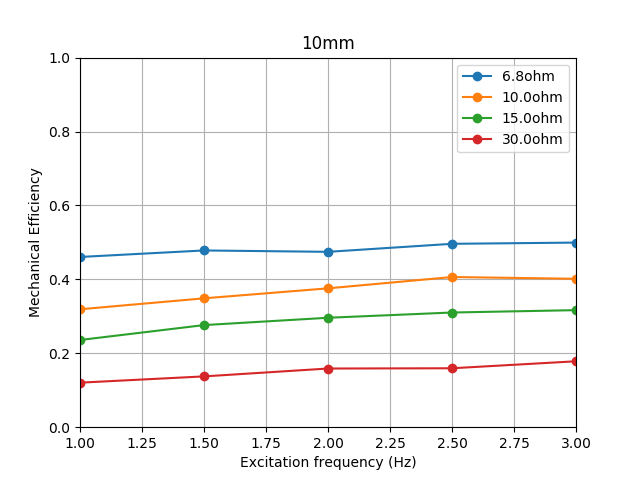 10mm
6.8ohm
10.0ohm
15.0ohm
30.0ohm
Mechanical Efficiency
1.0
0.8
0.6
0.4
0.2
0.0
1.00 1.25 1.50 1.75 2.00 2.25 2.50 2.75 3.00
Excitation frequency (Hz)